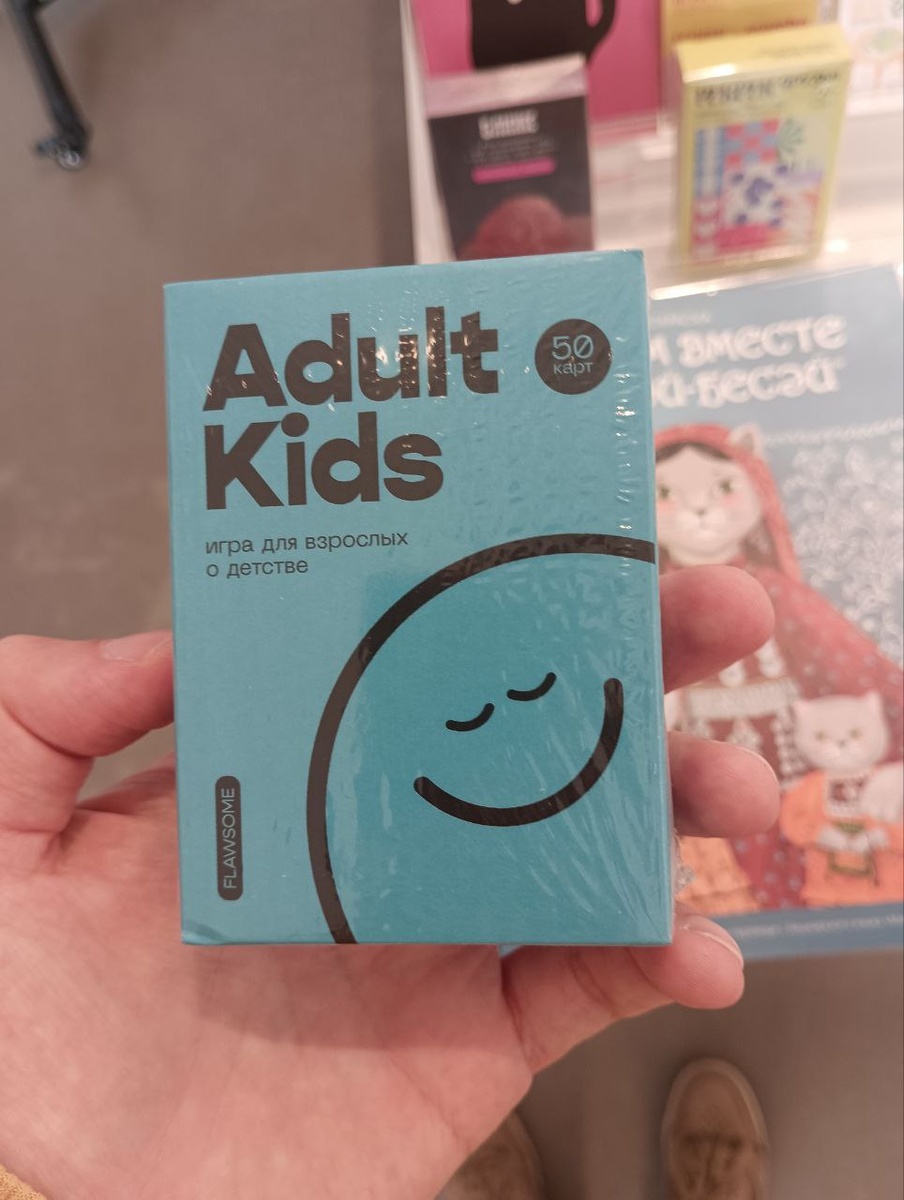 Adult
Kids
50
карт
игра для взрослых
о детстве
FLAWSOME
ВМЕСТЕ